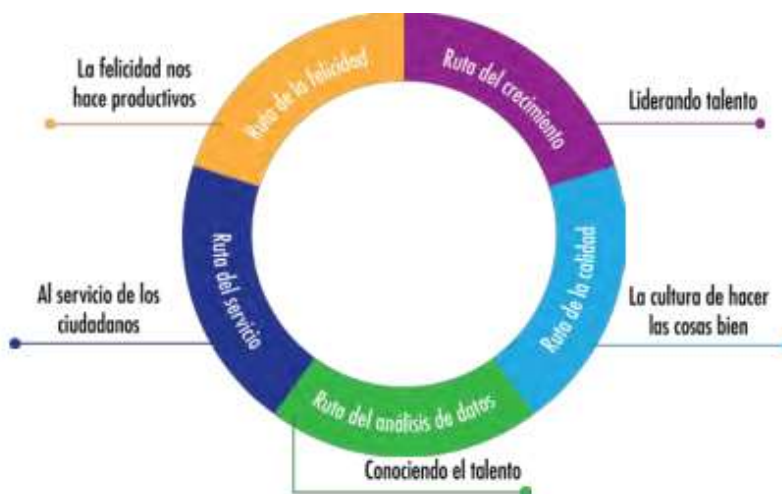 La felicidad nos
hace productivos
Ruta de la felicidad
Ruta del crecimiento
Liderando talento
Al servicio de los
ciudadanos
Ruta del servicio
Ruta de la calidad
La cultura de hacer
las cosas bien
Ruta del análisis de datos
Conociendo el talento